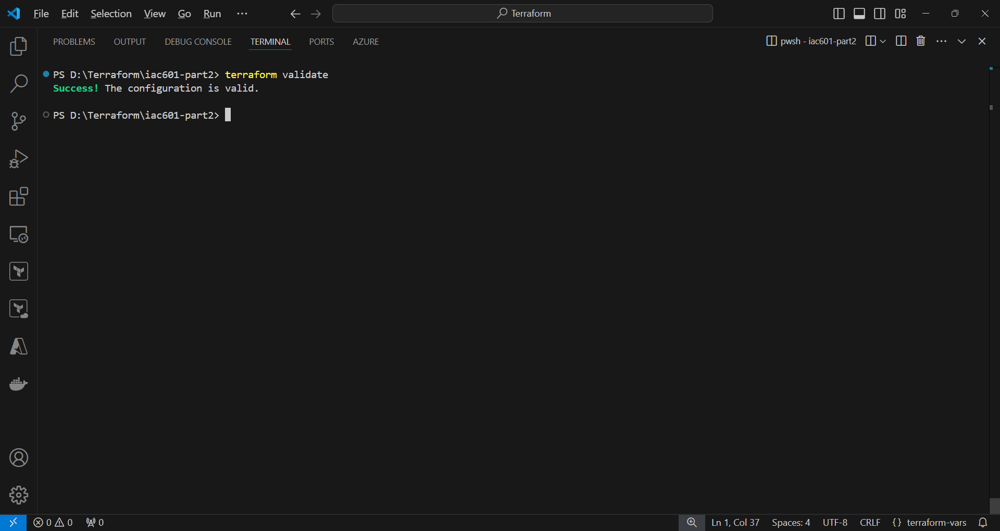 File Edit Selection View Go Run ··· Terraform
PROBLEMS OUTPUT DEBUG CONSOLE TERMINAL PORTS AZURE pwsh - iac601-part2
PS D:\Terraform\iac601-part2> terraform validate
Success! The configuration is valid.
PS D:\Terraform\iac601-part2>
0 0 0 Ln 1, Col 37 Spaces: 4 UTF-8 CRLF {} terraform-vars